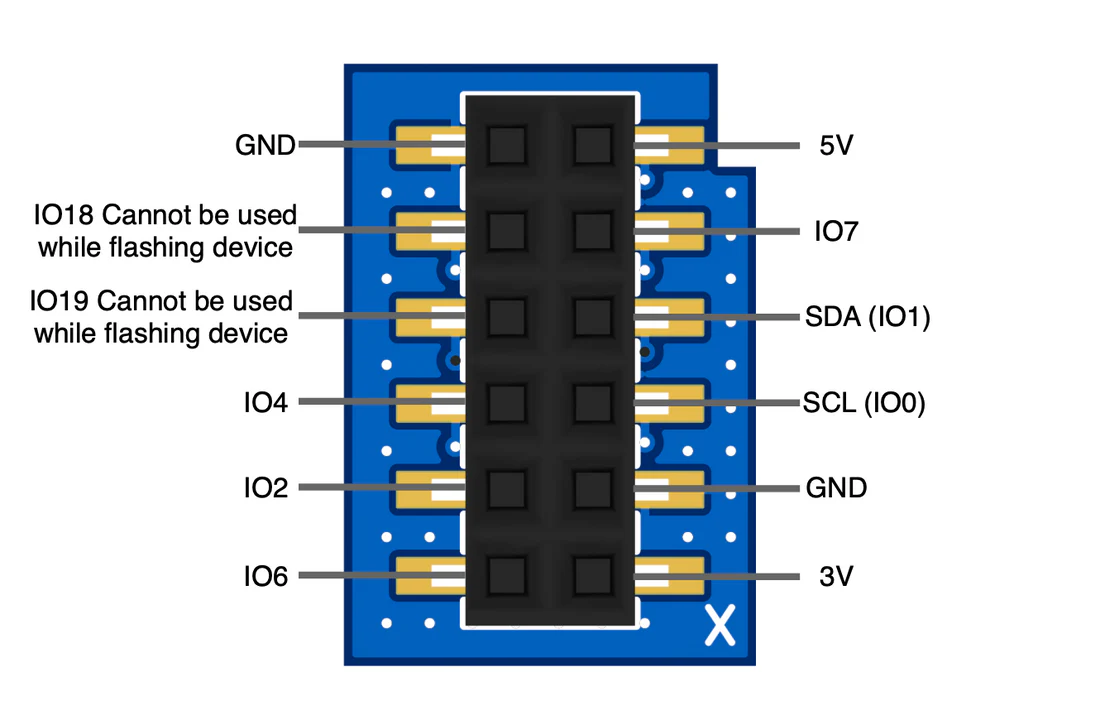 GND
5V
IO18 Cannot be used
while flashing device
IO7
IO19 Cannot be used
while flashing device
SDA (IO1)
IO4
SCL (IO0)
IO2
GND
IO6
3V
X